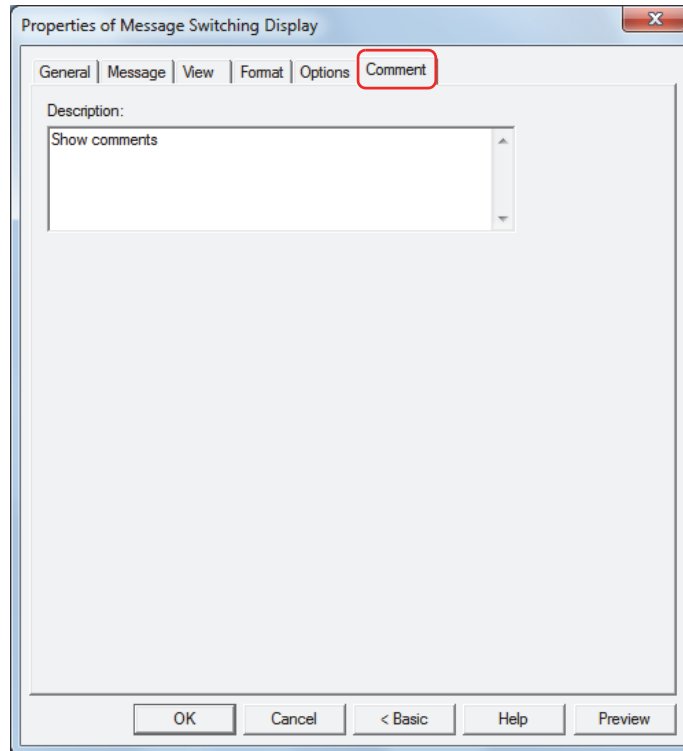 Properties of Message Switching Display
x
General Message View Format Options Comment
Description:
Show comments
OK Cancel < Basic Help Preview